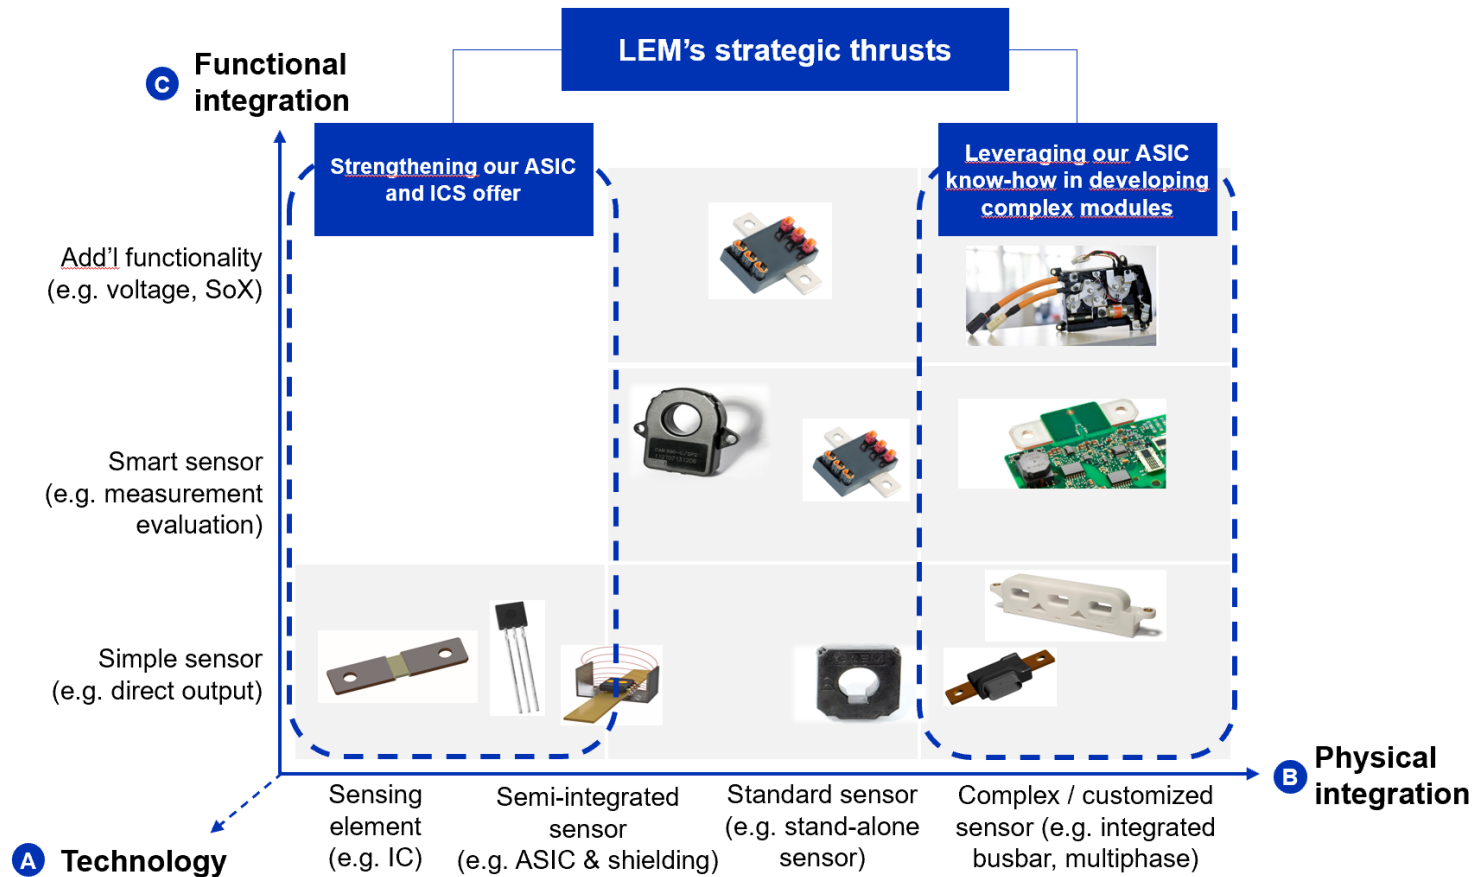 LEM’s strategic thrusts
C
Functional
integration
Strengthening our ASIC
and ICS offer
Leveraging our ASIC
know-how in developing
complex modules
Add’l functionality
(e.g. voltage, SoX)
Smart sensor
(e.g. measurement
evaluation)
Simple sensor
(e.g. direct output)
B
Physical
integration
Sensing
element
(e.g. IC)
Semi-integrated
sensor
(e.g. ASIC & shielding)
Standard sensor
(e.g. stand-alone
sensor)
Complex / customized
sensor (e.g. integrated
busbar, multiphase)
A
Technology